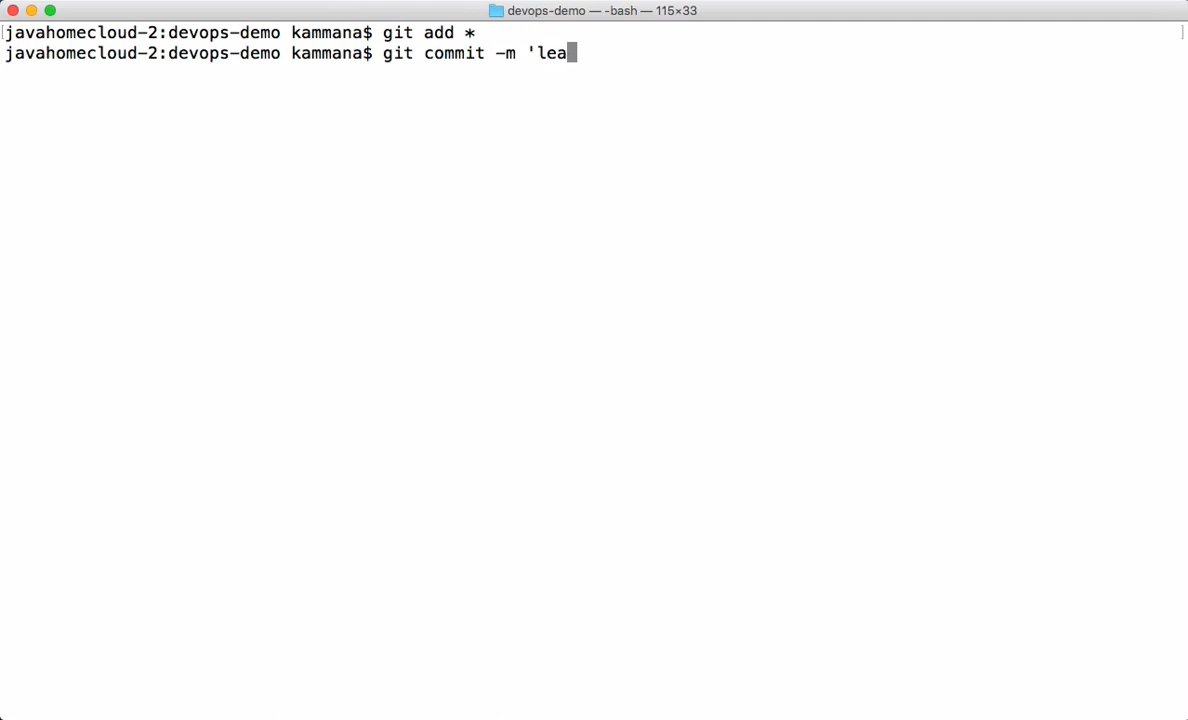 devops-demo — -bash — 115×33
[javahomecloud-2:devops-demo kammana$ git add * ]
javahomecloud-2:devops-demo kammana$ git commit -m 'lea